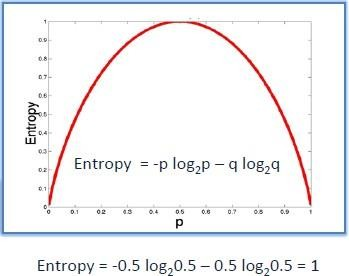 1
0.9
0.8
0.7
0.6
0.5
0.4
0.3
0.2
0.1
0
Entropy
Entropy = -p log₂p – q log₂q
0 0.1 0.2 0.3 0.4 0.5 0.6 0.7 0.8 0.9 1
p
Entropy = -0.5 log₂0.5 – 0.5 log₂0.5 = 1